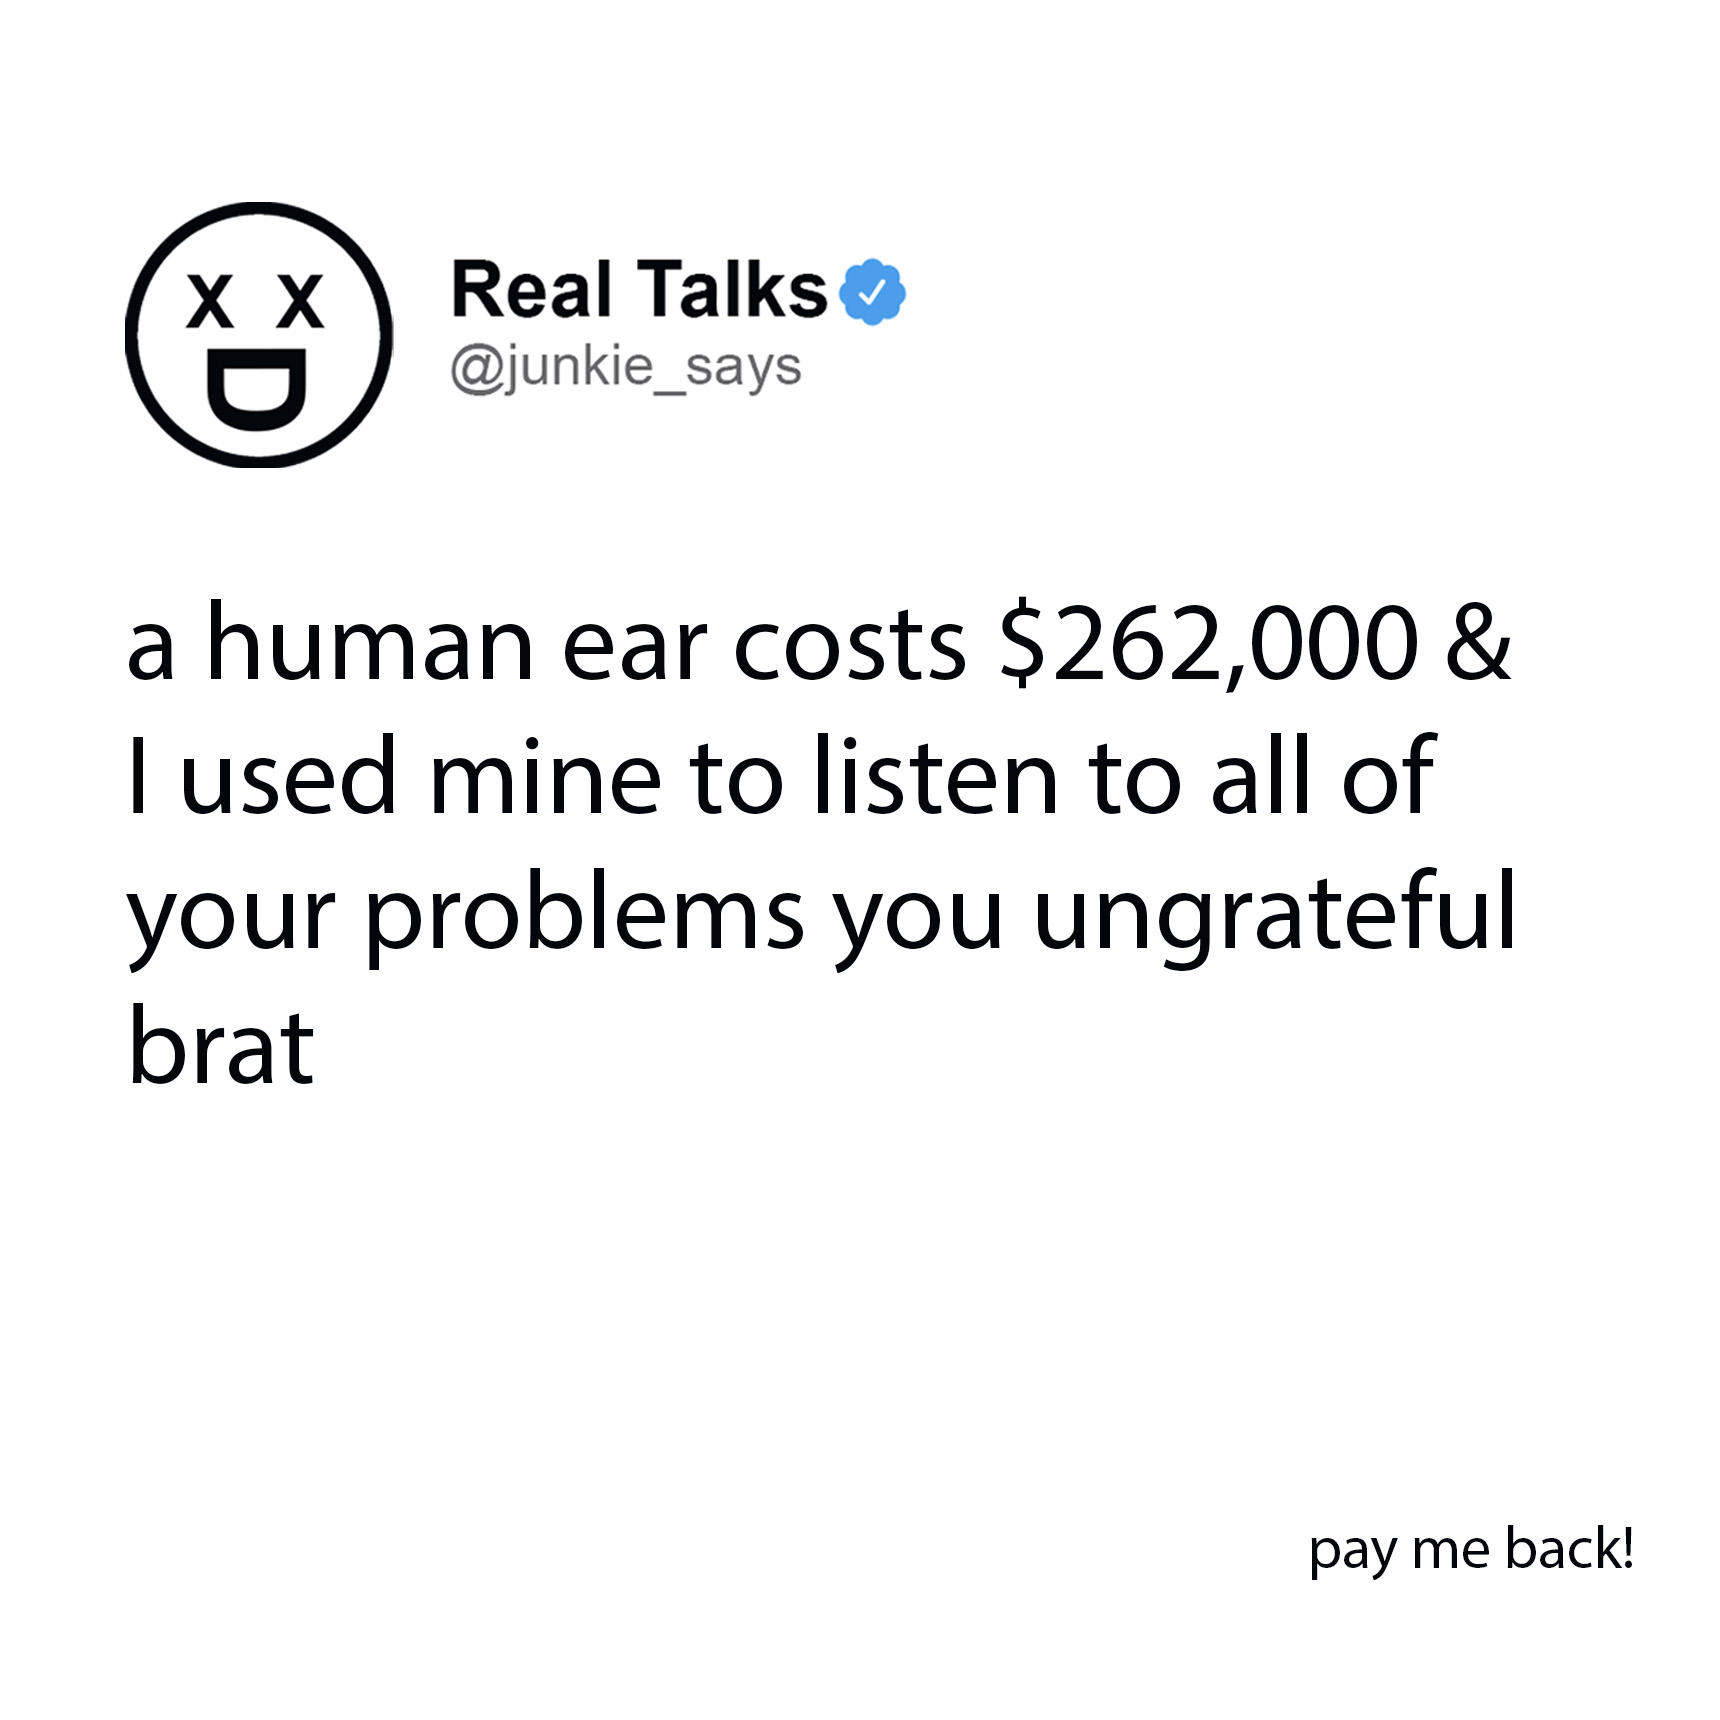 Real Talks
@junkie_says
a human ear costs $262,000 &
I used mine to listen to all of
your problems you ungrateful
brat
pay me back!